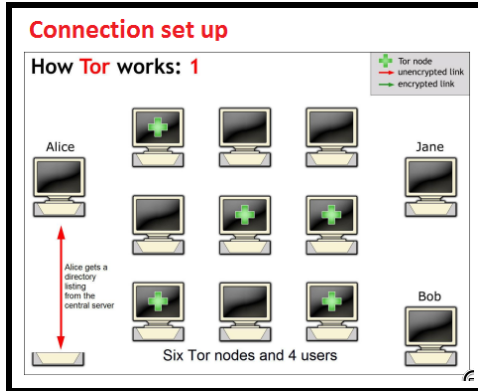 Connection set up
How Tor works: 1
Tor node
unencrypted link
encrypted link
Alice
Jane
Alice gets a
directory
listing
from the
central server
Bob
Six Tor nodes and 4 users